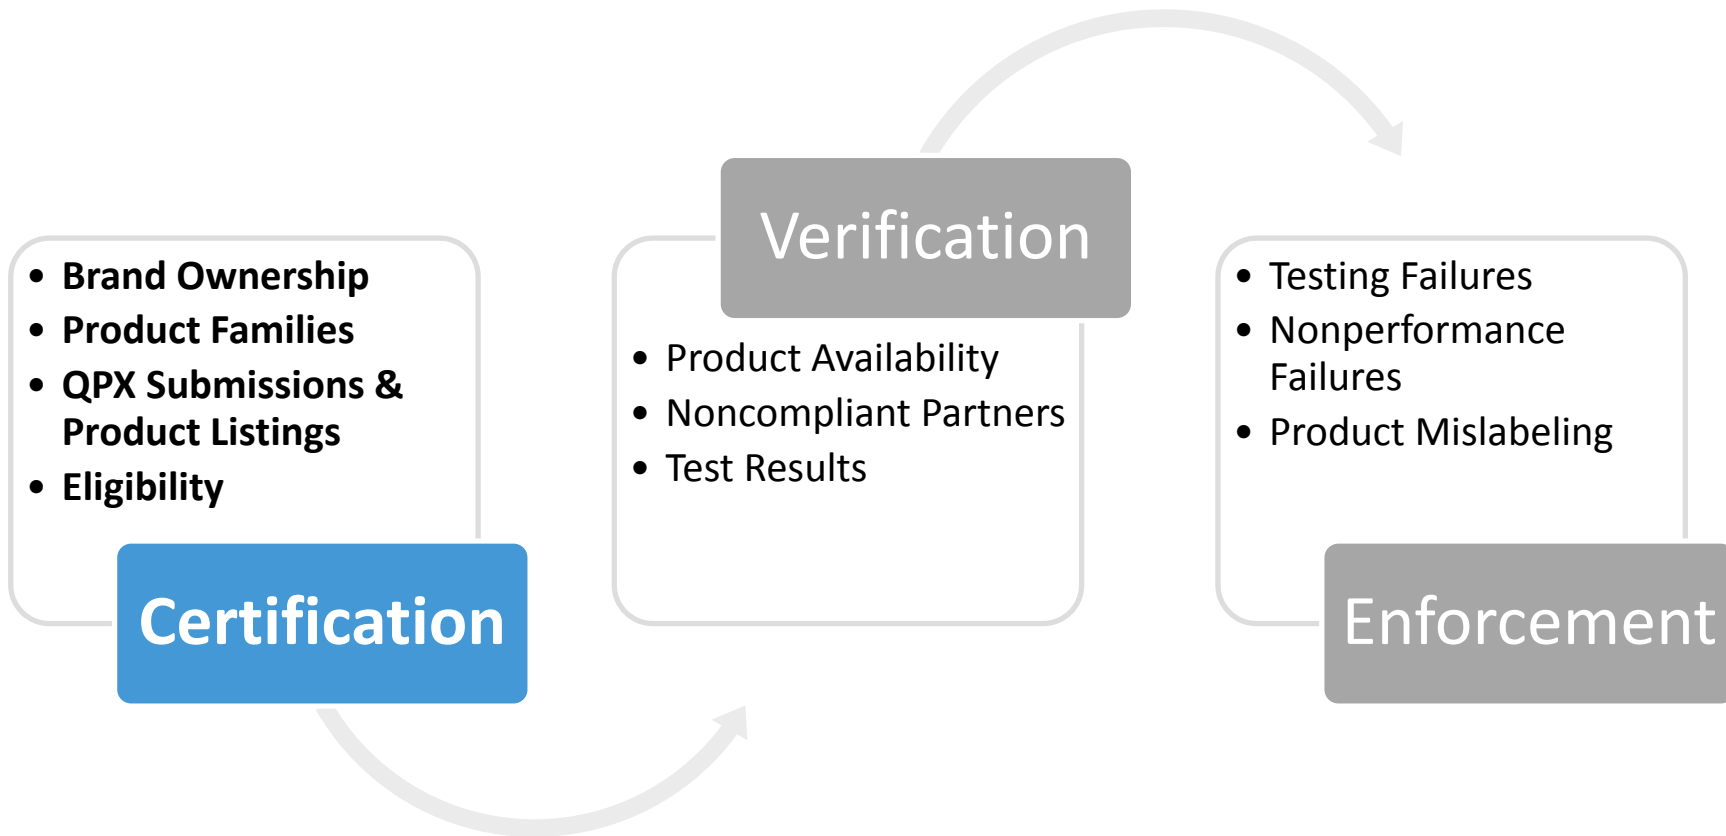 • Brand Ownership
• Product Families
• QPX Submissions &
Product Listings
• Eligibility
Certification
Verification
• Product Availability
• Noncompliant Partners
• Test Results
• Testing Failures
• Nonperformance
Failures
• Product Mislabeling
Enforcement